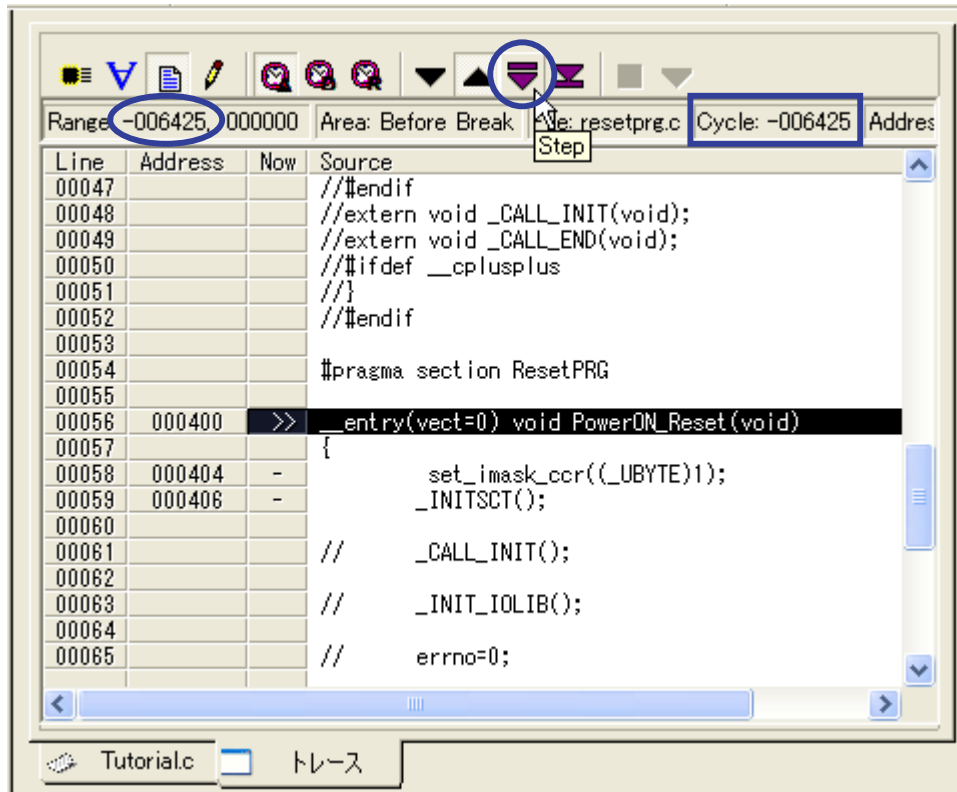 Range -006425, 000000 Area: Before Break File: resetprg.c Cycle: -006425 Addres
Step
Line Address Now Source
00047 //#endif
00048 //extern void _CALL_INIT(void);
00049 //extern void _CALL_END(void);
00050 //#ifdef __cplusplus
00051 //}
00052 //#endif
00053
00054 #pragma section ResetPRG
00055
00056 000400 >> __entry(vect=0) void PowerON_Reset(void)
00057 {
00058 000404 - set_imask_ccr((_UBYTE)1);
00059 000406 - _INITSCT();
00060
00061 // _CALL_INIT();
00062
00063 // _INIT_IOLIB();
00064
00065 // errno=0;
Tutorial.c トレース